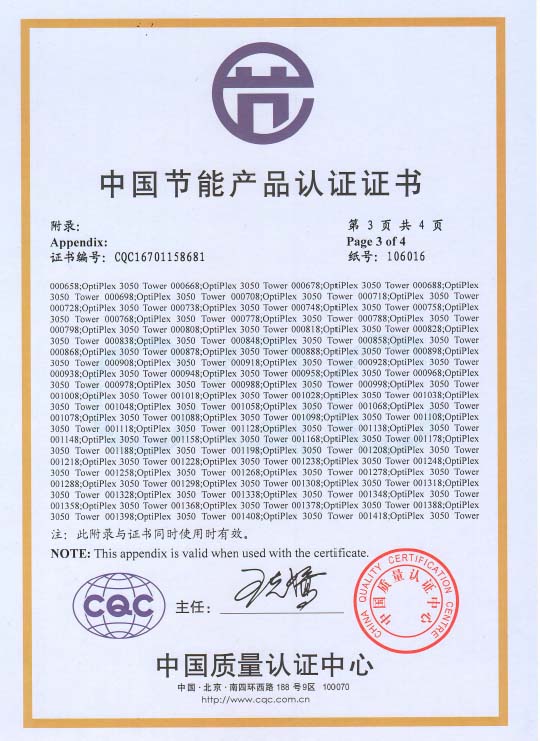 中国节能产品认证证书
附录:
第 3 页 共 4 页
Appendix:
Page 3 of 4
证书编号: CQC16701158681
纸号: 106016
000658;OptiPlex 3050 Tower 000668;OptiPlex 3050 Tower 000678;OptiPlex 3050 Tower 000688;OptiPlex
3050 Tower 000698;OptiPlex 3050 Tower 000708;OptiPlex 3050 Tower 000718;OptiPlex 3050 Tower
000728;OptiPlex 3050 Tower 000738;OptiPlex 3050 Tower 000748;OptiPlex 3050 Tower 000758;OptiPlex
3050 Tower 000768;OptiPlex 3050 Tower 000778;OptiPlex 3050 Tower 000788;OptiPlex 3050 Tower
000798;OptiPlex 3050 Tower 000808;OptiPlex 3050 Tower 000818;OptiPlex 3050 Tower 000828;OptiPlex
3050 Tower 000838;OptiPlex 3050 Tower 000848;OptiPlex 3050 Tower 000858;OptiPlex 3050 Tower
000868;OptiPlex 3050 Tower 000878;OptiPlex 3050 Tower 000888;OptiPlex 3050 Tower 000898;OptiPlex
3050 Tower 000908;OptiPlex 3050 Tower 000918;OptiPlex 3050 Tower 000928;OptiPlex 3050 Tower
000938;OptiPlex 3050 Tower 000948;OptiPlex 3050 Tower 000958;OptiPlex 3050 Tower 000968;OptiPlex
3050 Tower 000978;OptiPlex 3050 Tower 000988;OptiPlex 3050 Tower 000998;OptiPlex 3050 Tower
001008;OptiPlex 3050 Tower 001018;OptiPlex 3050 Tower 001028;OptiPlex 3050 Tower 001038;OptiPlex
3050 Tower 001048;OptiPlex 3050 Tower 001058;OptiPlex 3050 Tower 001068;OptiPlex 3050 Tower
001078;OptiPlex 3050 Tower 001088;OptiPlex 3050 Tower 001098;OptiPlex 3050 Tower 001108;OptiPlex
3050 Tower 001118;OptiPlex 3050 Tower 001128;OptiPlex 3050 Tower 001138;OptiPlex 3050 Tower
001148;OptiPlex 3050 Tower 001158;OptiPlex 3050 Tower 001168;OptiPlex 3050 Tower 001178;OptiPlex
3050 Tower 001188;OptiPlex 3050 Tower 001198;OptiPlex 3050 Tower 001208;OptiPlex 3050 Tower
001218;OptiPlex 3050 Tower 001228;OptiPlex 3050 Tower 001238;OptiPlex 3050 Tower 001248;OptiPlex
3050 Tower 001258;OptiPlex 3050 Tower 001268;OptiPlex 3050 Tower 001278;OptiPlex 3050 Tower
001288;OptiPlex 3050 Tower 001298;OptiPlex 3050 Tower 001308;OptiPlex 3050 Tower 001318;OptiPlex
3050 Tower 001328;OptiPlex 3050 Tower 001338;OptiPlex 3050 Tower 001348;OptiPlex 3050 Tower
001358;OptiPlex 3050 Tower 001368;OptiPlex 3050 Tower 001378;OptiPlex 3050 Tower 001388;OptiPlex
3050 Tower 001398;OptiPlex 3050 Tower 001408;OptiPlex 3050 Tower 001418;OptiPlex 3050 Tower
注: 此附录与证书同时使用时有效。
NOTE: This appendix is valid when used with the certificate.
CQC
主任:
CHINA QUALITY CERTIFICATION CENTRE
中国质量认证中心
中国质量认证中心
中国·北京·南四环西路 188 号9区 100070
http://www.cqc.com.cn